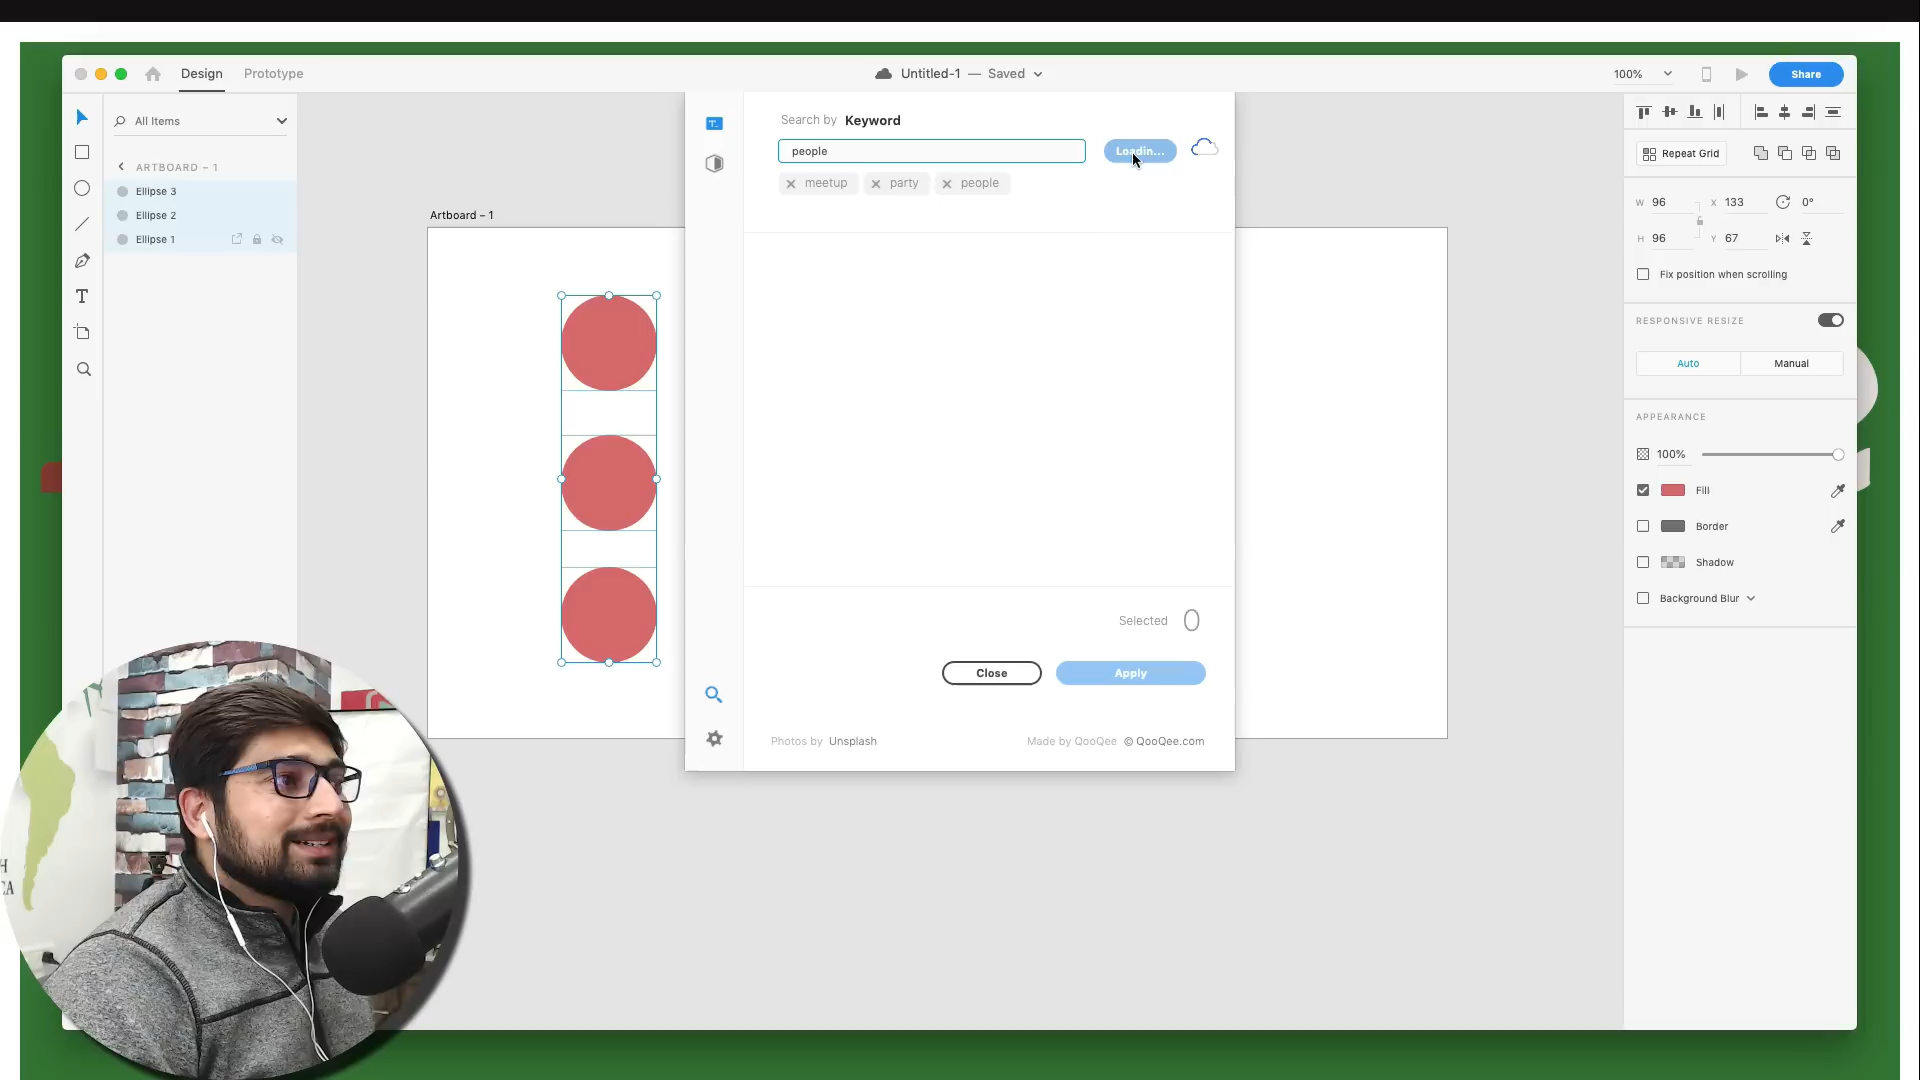 Design
Prototype
Untitled-1 — Saved
100%
Share
All Items
ARTBOARD – 1
Ellipse 3
Ellipse 2
Ellipse 1
Artboard – 1
Search by Keyword
people
Loadin...
meetup
party
people
Selected 0
Close
Apply
Photos by Unsplash
Made by QooQee © QooQee.com
Repeat Grid
W 96 X 133 0°
H 96 Y 67
Fix position when scrolling
RESPONSIVE RESIZE
Auto
Manual
APPEARANCE
100%
Fill
Border
Shadow
Background Blur
H
CA